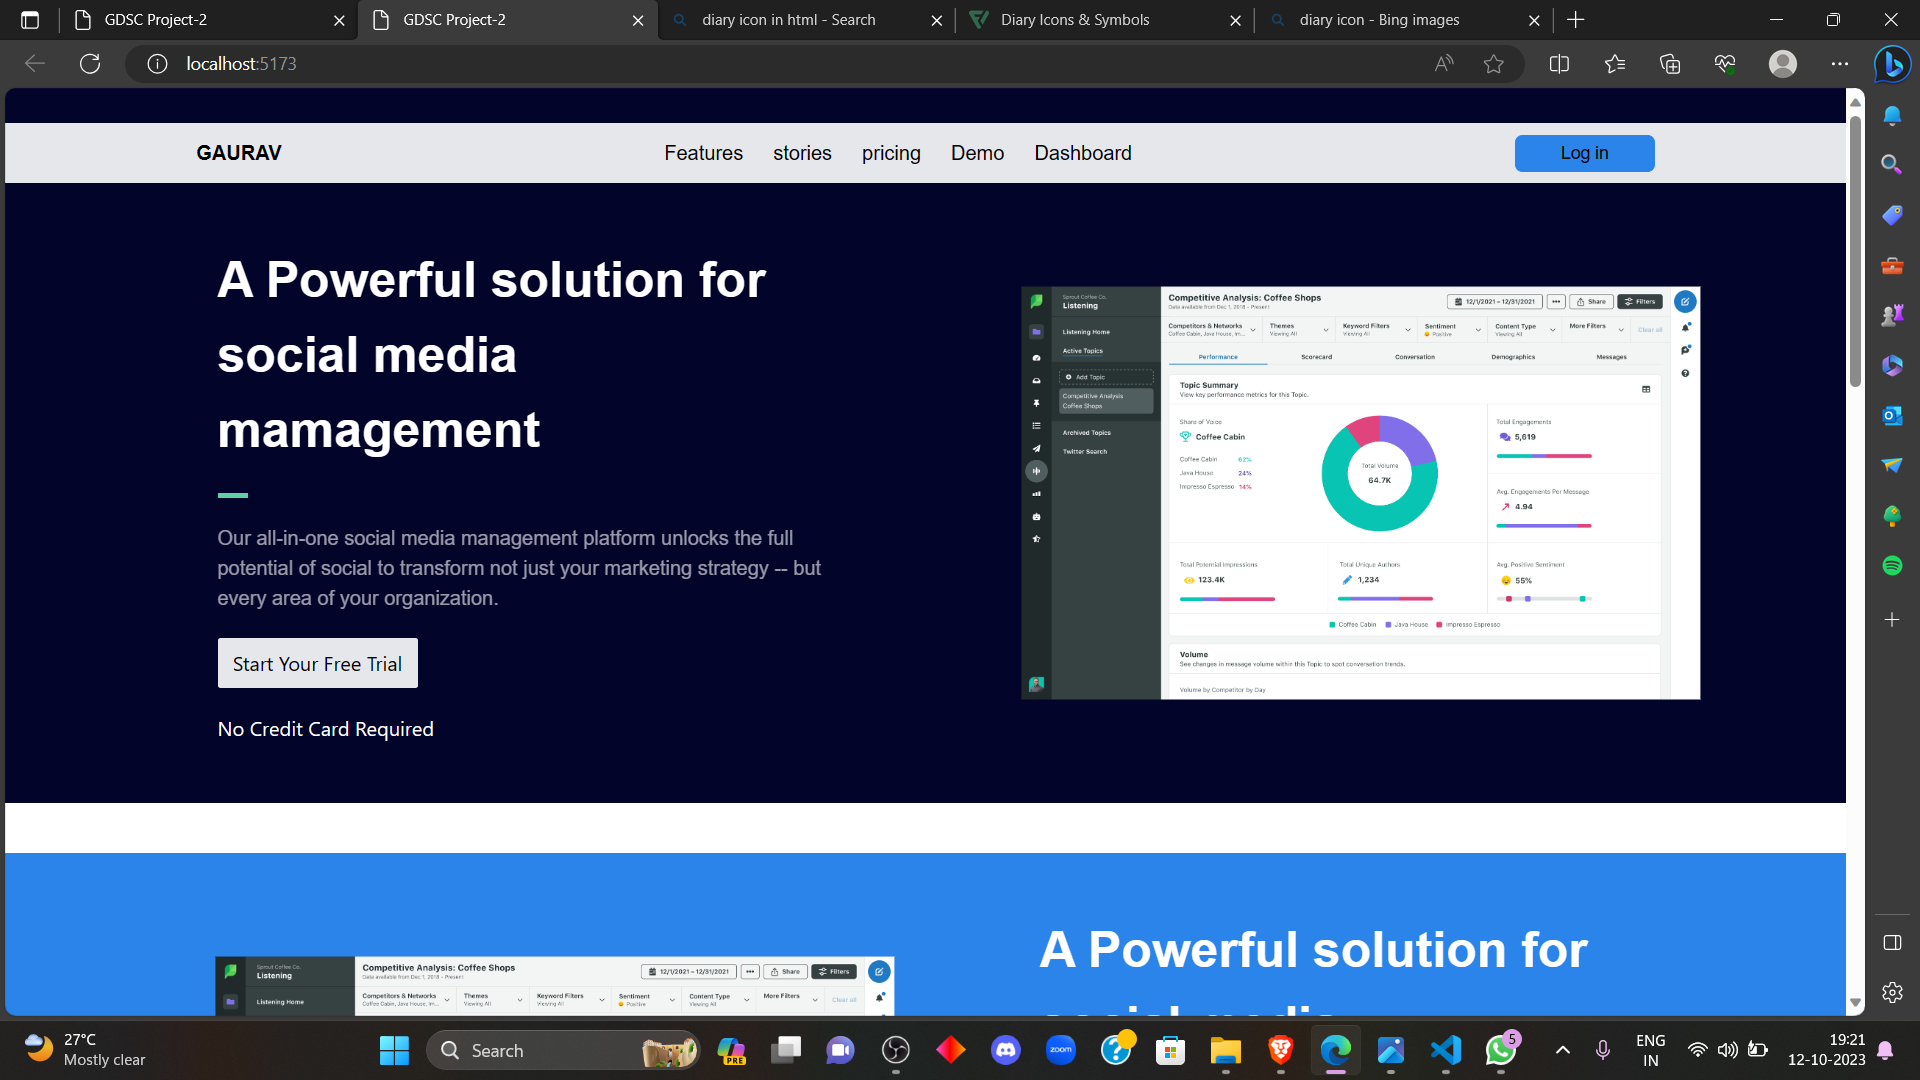 GDSC Project-2
GDSC Project-2
diary icon in html - Search
Diary Icons & Symbols
diary icon - Bing images
localhost:5173
GAURAV
Features
stories
pricing
Demo
Dashboard
Log in
A Powerful solution for
social media
mamagement
Our all-in-one social media management platform unlocks the full
potential of social to transform not just your marketing strategy -- but
every area of your organization.
Start Your Free Trial
No Credit Card Required
Sprout Coffee Co.
Listening
Listening Home
Active Topics
Add Topic
Competitive Analysis
Coffee Shops
Archived Topics
Twitter Search
Competitive Analysis: Coffee Shops
Data available from Dec 1, 2018 – Present
12/1/2021 – 12/31/2021
Share
Filters
Competitors & Networks
Coffee Cabin, Java House, Im...
Themes
Viewing All
Keyword Filters
Viewing All
Sentiment
Positive
Content Type
Viewing All
More Filters
Clear all
Performance
Scorecard
Conversation
Demographics
Messages
Topic Summary
View key performance metrics for this Topic.
Share of Voice
Coffee Cabin
Coffee Cabin 62%
Java House 24%
Impresso Espresso 14%
Total Volume
64.7K
Total Engagements
5,619
Avg. Engagements Per Message
4.94
Total Potential Impressions
123.4K
Total Unique Authors
1,234
Avg. Positive Sentiment
55%
Coffee Cabin
Java House
Impresso Espresso
Volume
See changes in message volume within this Topic to spot conversation trends.
Volume by Competitor by Day
A Powerful solution for
social media
Sprout Coffee Co.
Listening
Listening Home
Competitive Analysis: Coffee Shops
Data available from Dec 1, 2018 – Present
12/1/2021 – 12/31/2021
Share
Filters
Competitors & Networks
Coffee Cabin, Java House, Im...
Themes
Viewing All
Keyword Filters
Viewing All
Sentiment
Positive
Content Type
Viewing All
More Filters
Clear all
27°C
Mostly clear
Search
PRE
zoom
5
ENG
IN
19:21
12-10-2023